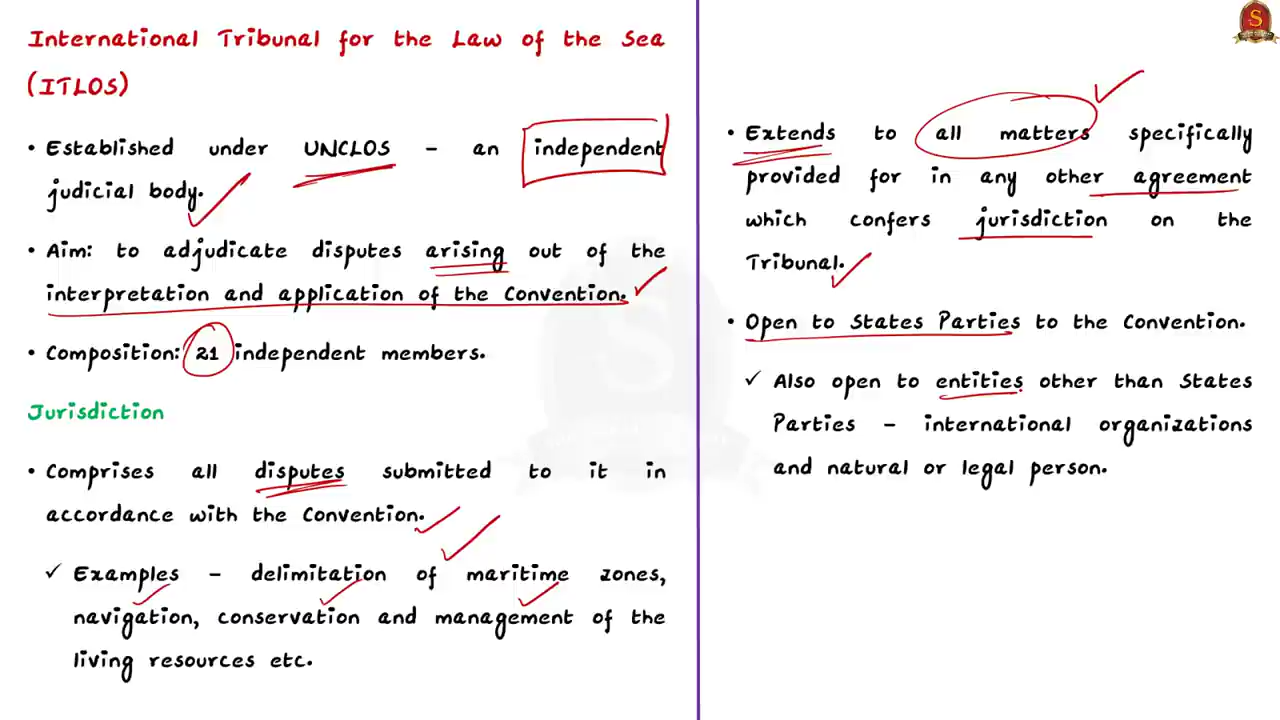 International Tribunal for the Law of the Sea
(ITLOS)
• Established under UNCLOS – an independent
judicial body.
• Aim: to adjudicate disputes arising out of the
interpretation and application of the Convention.
• Composition: 21 independent members.
Jurisdiction
• Comprises all disputes submitted to it in
accordance with the Convention.
✓ Examples – delimitation of maritime zones,
navigation, conservation and management of the
living resources etc.
• Extends to all matters specifically
provided for in any other agreement
which confers jurisdiction on the
Tribunal.
• Open to States Parties to the Convention.
✓ Also open to entities other than States
Parties – international organizations
and natural or legal person.